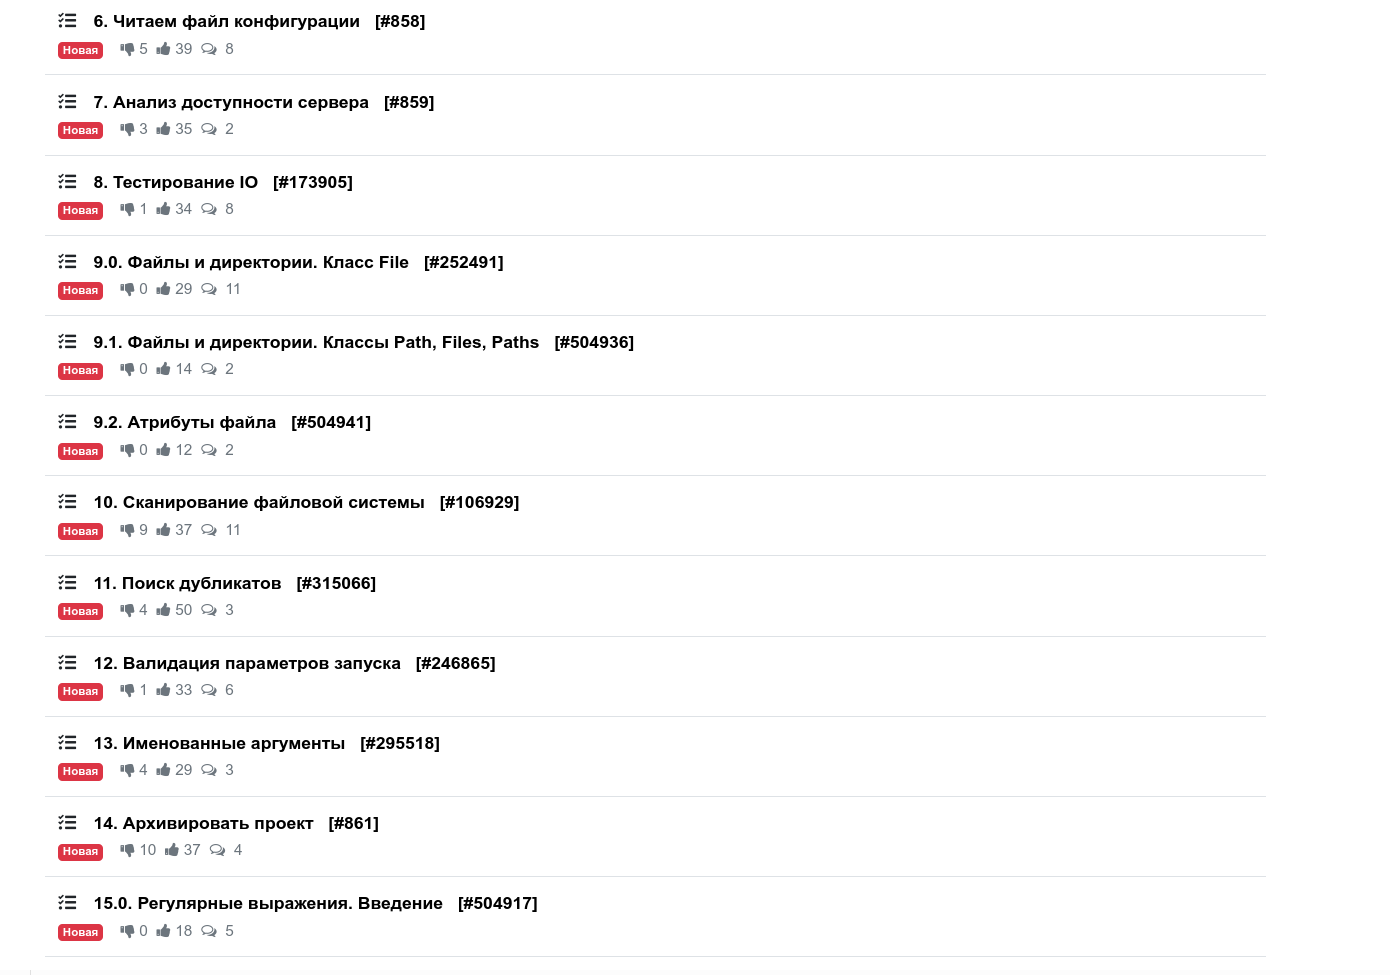 6. Читаем файл конфигурации [#858]
Новая 5 39 8
7. Анализ доступности сервера [#859]
Новая 3 35 2
8. Тестирование IO [#173905]
Новая 1 34 8
9.0. Файлы и директории. Класс File [#252491]
Новая 0 29 11
9.1. Файлы и директории. Классы Path, Files, Paths [#504936]
Новая 0 14 2
9.2. Атрибуты файла [#504941]
Новая 0 12 2
10. Сканирование файловой системы [#106929]
Новая 9 37 11
11. Поиск дубликатов [#315066]
Новая 4 50 3
12. Валидация параметров запуска [#246865]
Новая 1 33 6
13. Именованные аргументы [#295518]
Новая 4 29 3
14. Архивировать проект [#861]
Новая 10 37 4
15.0. Регулярные выражения. Введение [#504917]
Новая 0 18 5